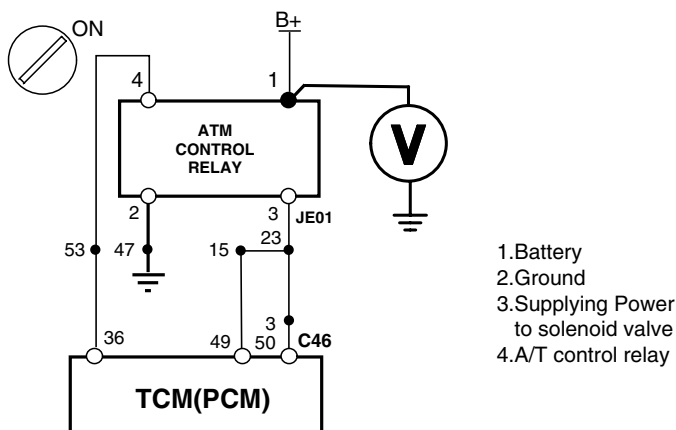 ON
B+
4
1
ATM
CONTROL
RELAY
V
2
3
JE01
53
47
15
23
3
36
49
50
C46
TCM(PCM)
1.Battery
2.Ground
3.Supplying Power
to solenoid valve
4.A/T control relay